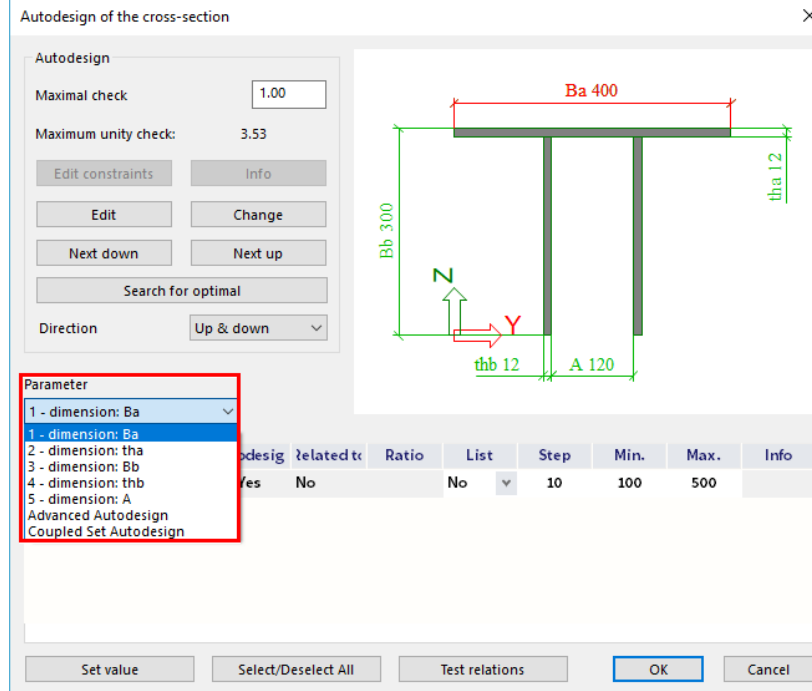 Autodesign of the cross-section
Autodesign
Maximal check 1.00
Maximum unity check: 3.53
Edit constraints Info
Edit Change
Next down Next up
Search for optimal
Direction Up & down
Ba 400
tha 12
Bb 300
Z
Y
thb 12 A 120
Parameter
1 - dimension: Ba
1 - dimension: Ba
2 - dimension: tha
3 - dimension: Bb
4 - dimension: thb
5 - dimension: A
Advanced Autodesign
Coupled Set Autodesign
odesig Related to Ratio List Step Min. Max. Info
Yes No No 10 100 500
Set value Select/Deselect All Test relations OK Cancel